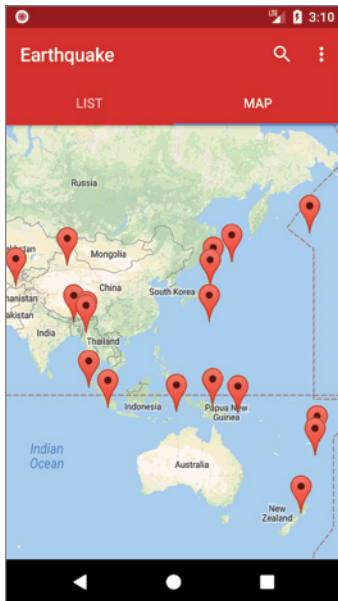 LTE 3:10
Earthquake
LIST MAP
Russia
Mongolia
China
South Korea
India
Thailand
Indonesia
Papua New
Guinea
Indian
Ocean
Australia
New
Zealand